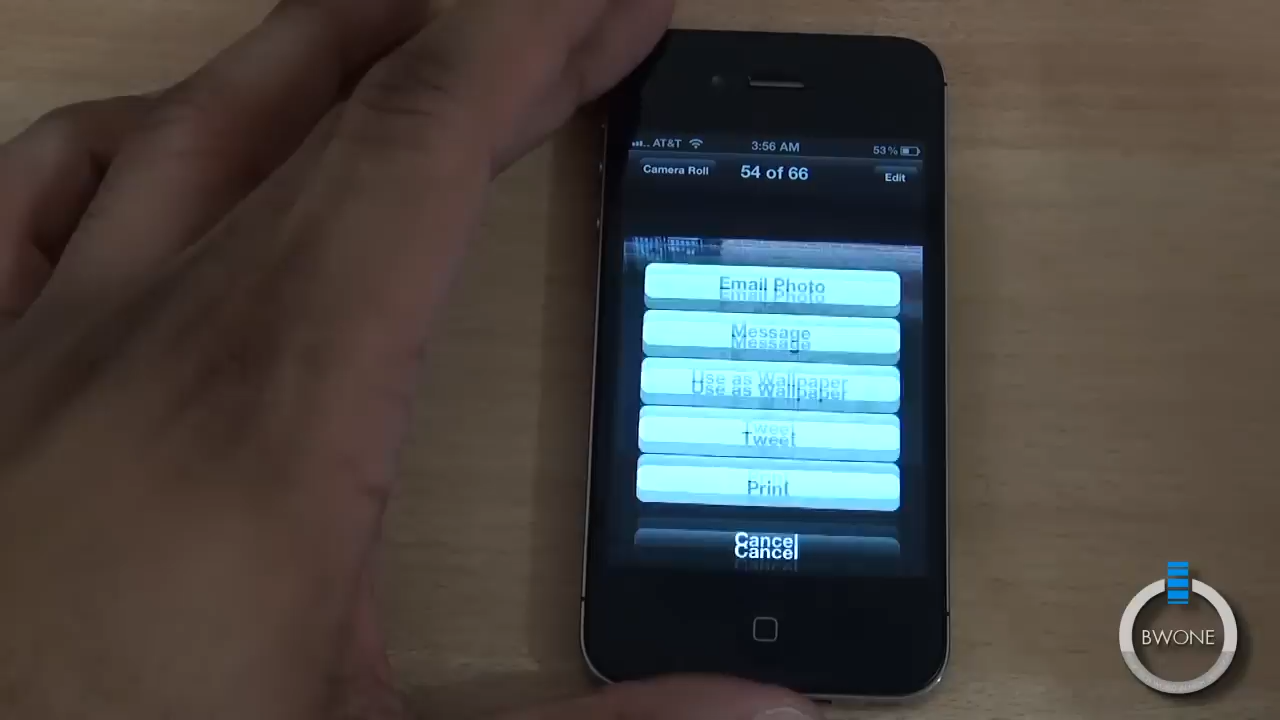 AT&T
3:56 AM
53%
Camera Roll
54 of 66
Edit
Email Photo
Message
Use as Wallpaper
Tweet
Print
Cancel
BWONE